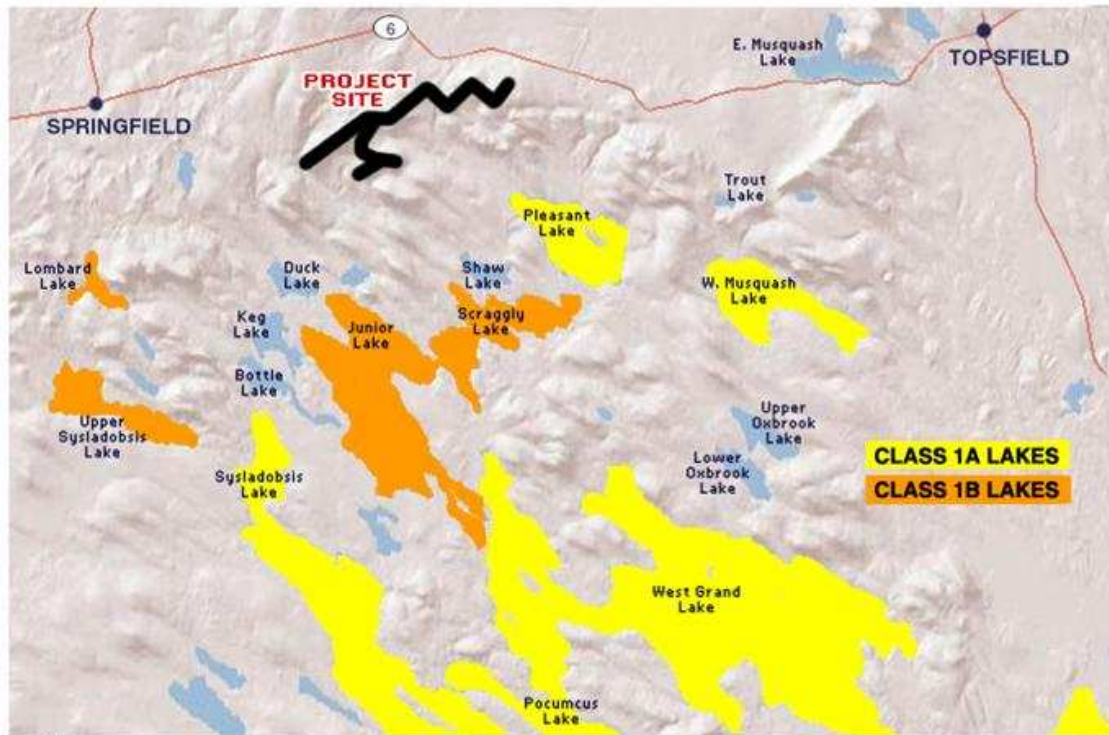 6
E. Musquash
Lake
TOPSFIELD
PROJECT
SITE
SPRINGFIELD
Trout
Lake
Pleasant
Lake
Lombard
Lake
Duck
Lake
Shaw
Lake
W. Musquash
Lake
Keg
Lake
Junior
Lake
Scraggly
Lake
Bottle
Lake
Upper
Sysladobsis
Lake
Upper
Oxbrook
Lake
Lower
Oxbrook
Lake
CLASS 1A LAKES
CLASS 1B LAKES
Sysladobsis
Lake
West Grand
Lake
Pocumcus
Lake